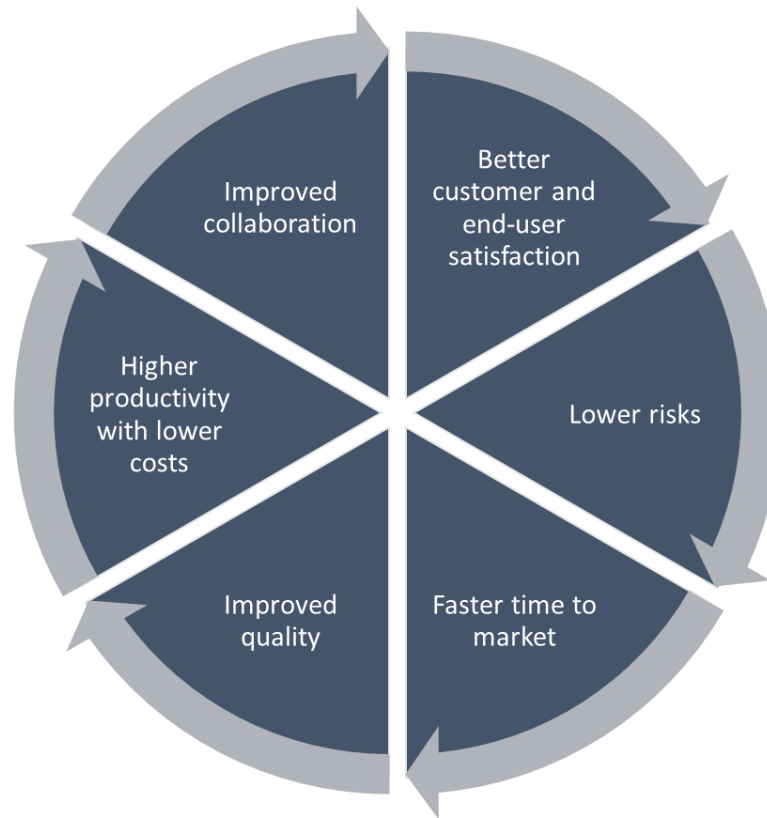 Better
customer and
end-user
satisfaction
Lower risks
Faster time to
market
Improved
quality
Higher
productivity
with lower
costs
Improved
collaboration